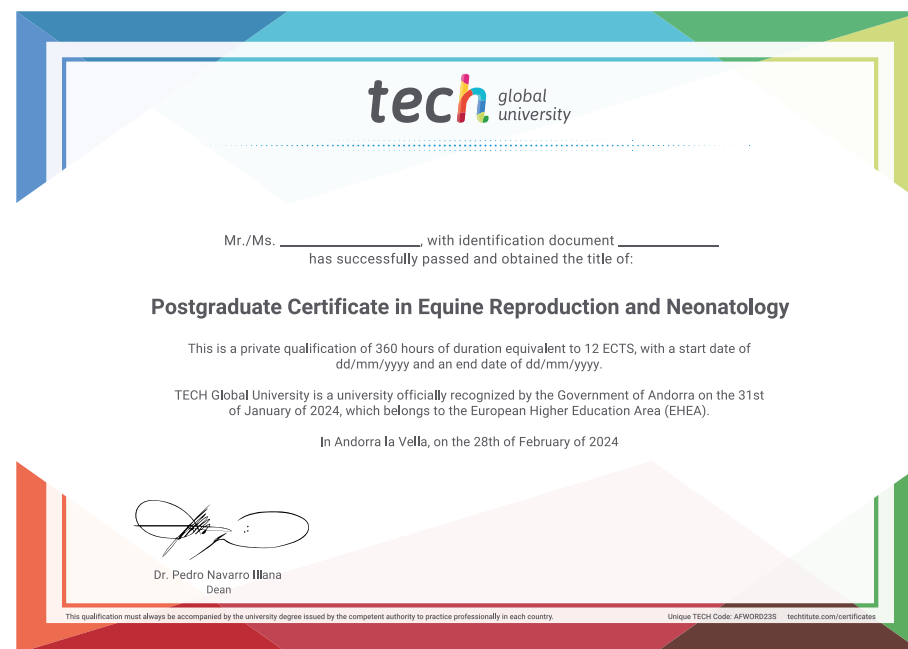 tech global university
Mr./Ms. ____________________, with identification document ______________
has successfully passed and obtained the title of:
Postgraduate Certificate in Equine Reproduction and Neonatology
This is a private qualification of 360 hours of duration equivalent to 12 ECTS, with a start date of
dd/mm/yyyy and an end date of dd/mm/yyyy.
TECH Global University is a university officially recognized by the Government of Andorra on the 31st
of January of 2024, which belongs to the European Higher Education Area (EHEA).
In Andorra la Vella, on the 28th of February of 2024
Dr. Pedro Navarro Illana
Dean
This qualification must always be accompanied by the university degree issued by the competent authority to practice professionally in each country.
Unique TECH Code: AFWORD23S techtitute.com/certificates